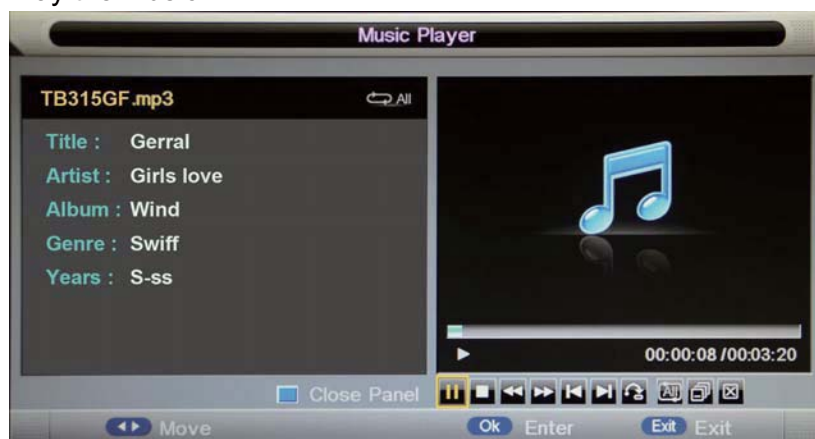 Music Player
TB315GF.mp3
All
Title : Gerral
Artist : Girls love
Album : Wind
Genre : Swiff
Years : S-ss
00:00:08 /00:03:20
Close Panel
All
Move
Ok Enter
Exit Exit